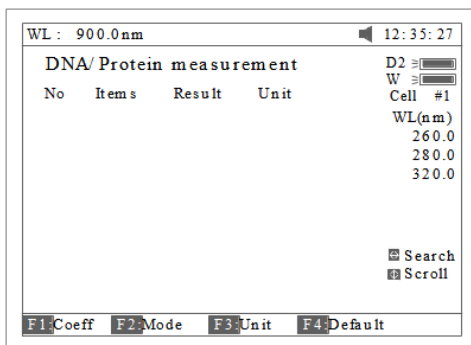 WL: 900.0nm 12:35:27
DNA/Protein measurement D2
W
No Items Result Unit Cell #1
WL(nm)
260.0
280.0
320.0
Search
Scroll
F1:Coeff F2:Mode F3:Unit F4:Default